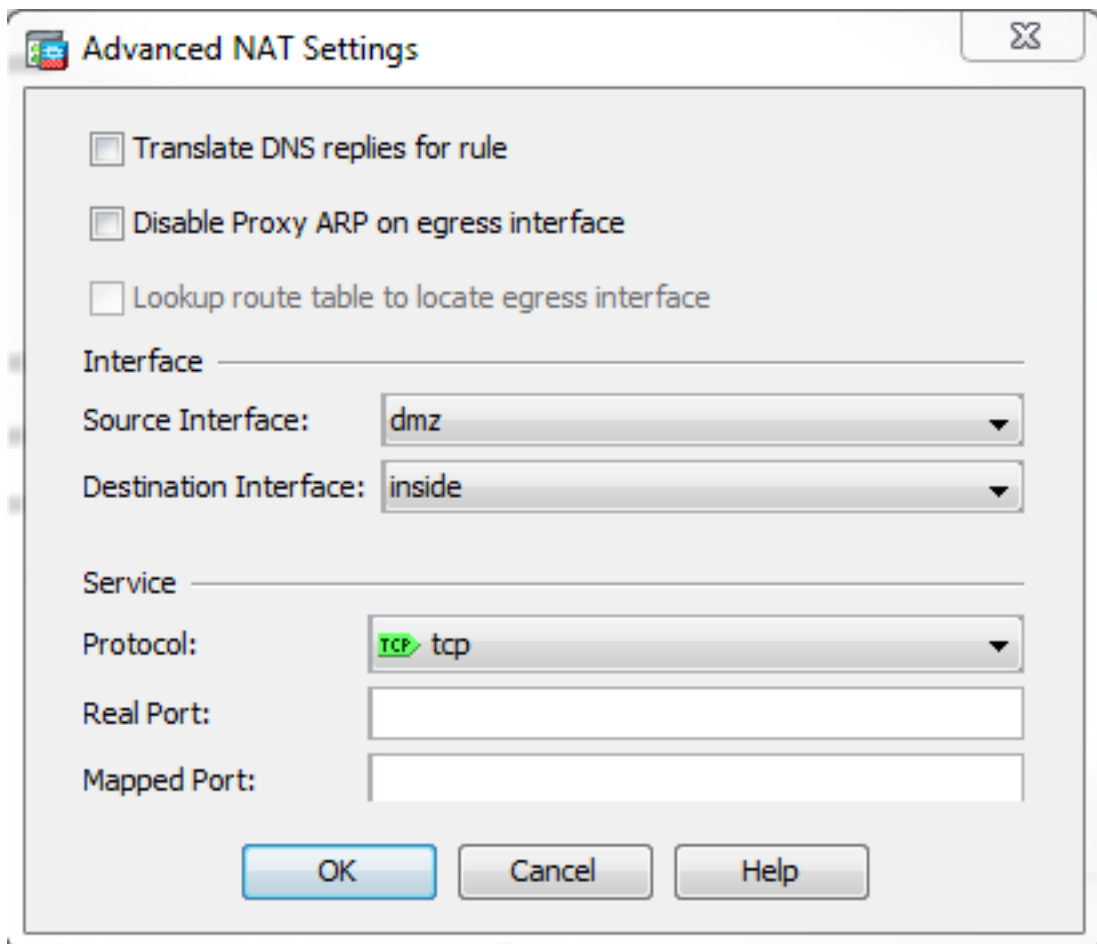 Advanced NAT Settings
Translate DNS replies for rule
Disable Proxy ARP on egress interface
Lookup route table to locate egress interface
Interface
Source Interface: dmz
Destination Interface: inside
Service
Protocol: TCP tcp
Real Port:
Mapped Port:
OK Cancel Help